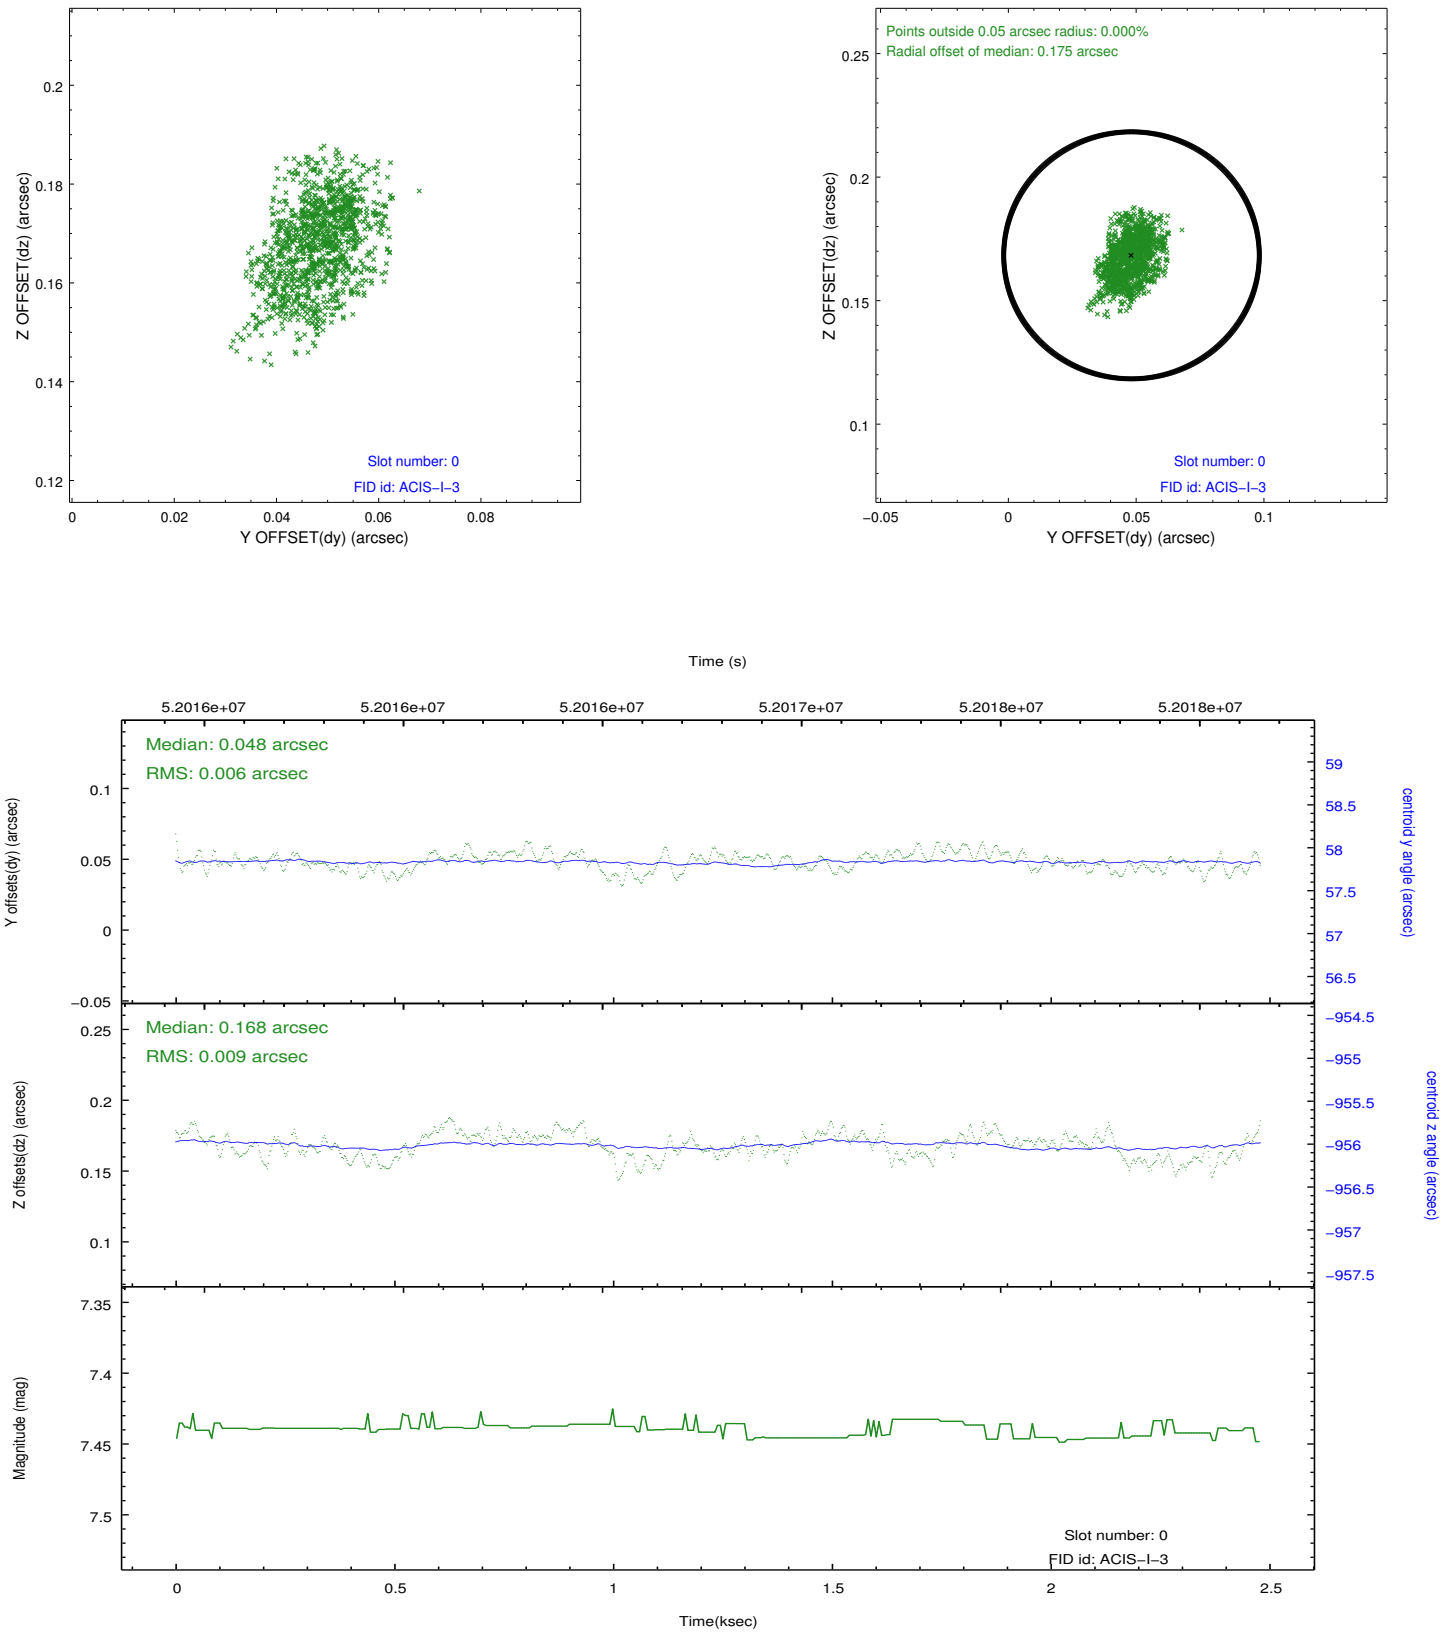 0.2
0.18
0.16
0.14
0.12
Z OFFSET(dz) (arcsec)
Slot number: 0
FID id: ACIS−I−3
0 0.02 0.04 0.06 0.08
Y OFFSET(dy) (arcsec)
Points outside 0.05 arcsec radius: 0.000%
Radial offset of median: 0.175 arcsec
0.25
0.2
0.15
0.1
Z OFFSET(dz) (arcsec)
Slot number: 0
FID id: ACIS−I−3
−0.05 0 0.05 0.1
Y OFFSET(dy) (arcsec)
Time (s)
5.2016e+07 5.2016e+07 5.2016e+07 5.2017e+07 5.2018e+07 5.2018e+07
Median: 0.048 arcsec
RMS: 0.006 arcsec
0.1
0.05
0
−0.05
Y offsets(dy) (arcsec)
59
58.5
58
57.5
57
56.5
centroid y angle (arcsec)
Median: 0.168 arcsec
RMS: 0.009 arcsec
0.25
0.2
0.15
0.1
Z offsets(dz) (arcsec)
−954.5
−955
−955.5
−956
−956.5
−957
−957.5
centroid z angle (arcsec)
7.35
7.4
7.45
7.5
Magnitude (mag)
Slot number: 0
FID id: ACIS−I−3
0 0.5 1 1.5 2 2.5
Time(ksec)